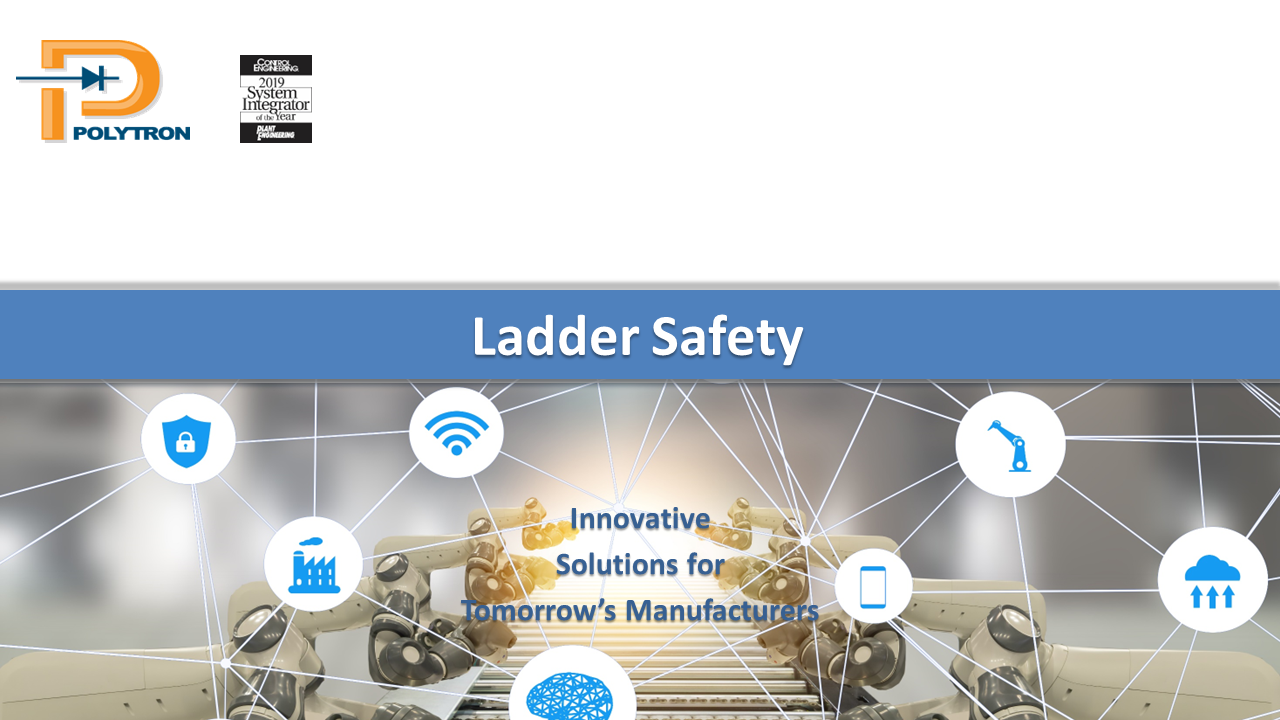 POLYTRON
CONTROL
ENGINEERING
2019
System
Integrator
of the Year
PLANT
ENGINEERING
Ladder Safety
Innovative
Solutions for
Tomorrow’s Manufacturers